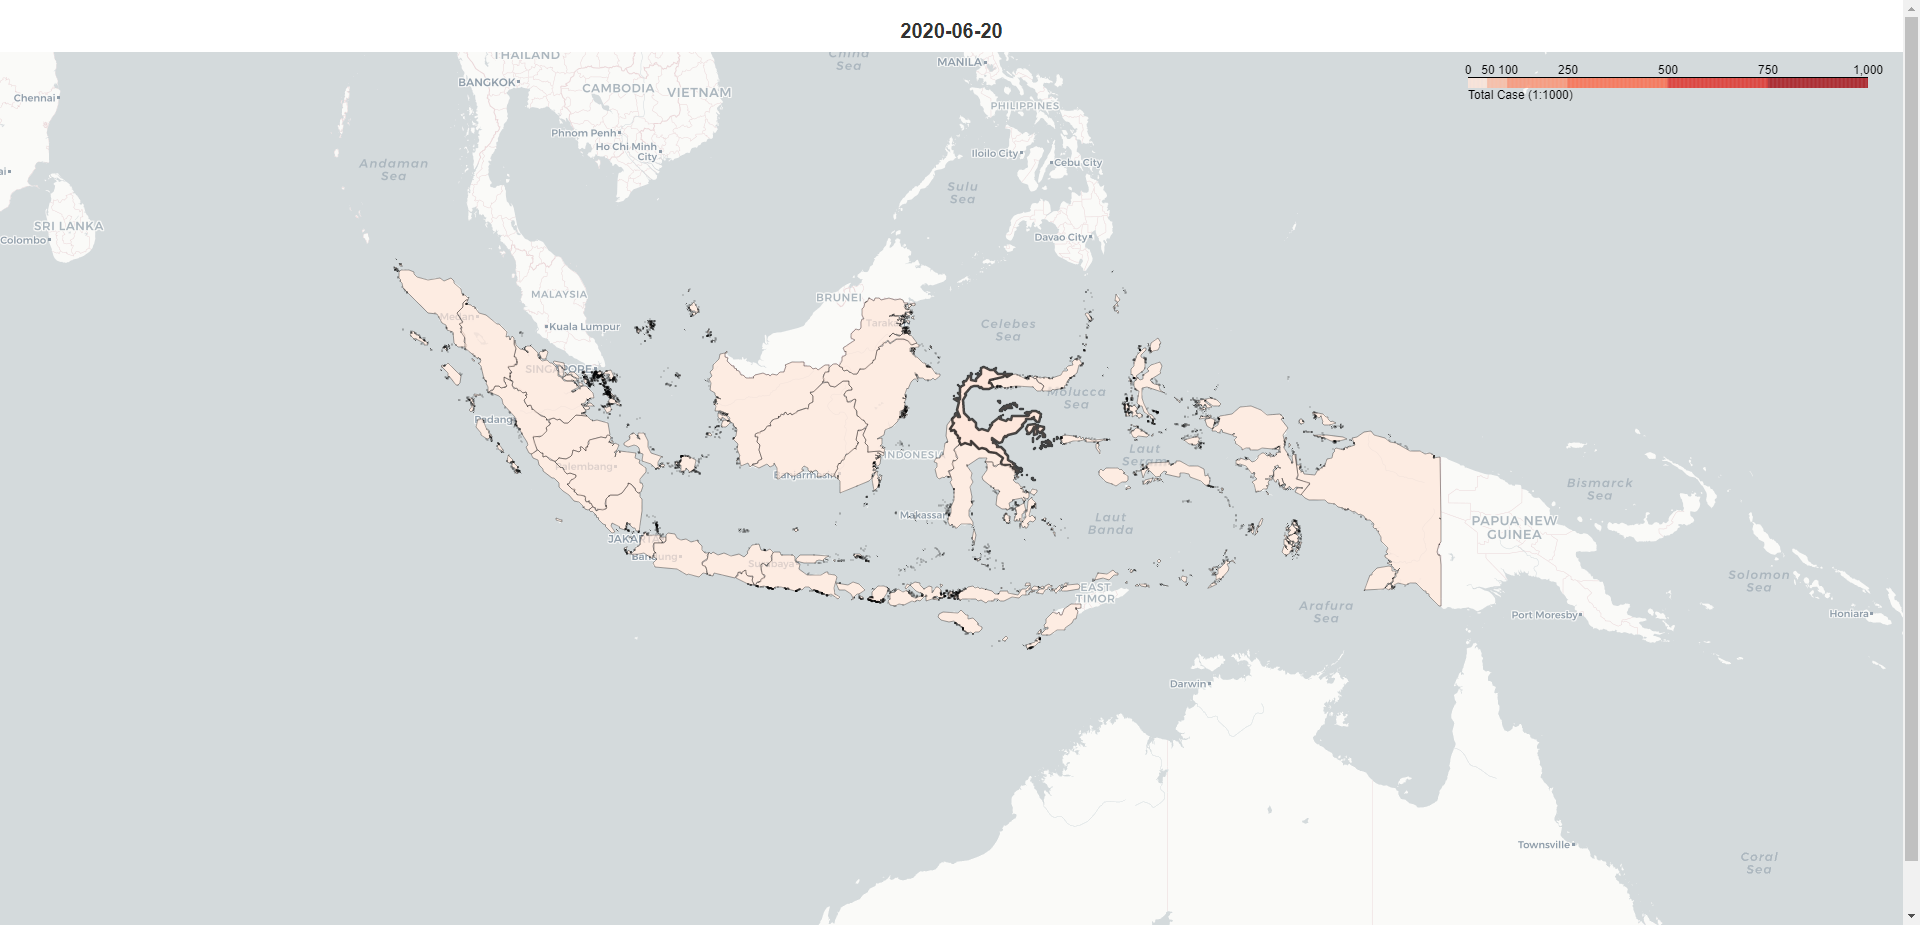 2020-06-20
0 50 100 250 500 750 1,000
Total Case (1:1000)
THAILAND
China
Sea
MANILA
BANGKOK
CAMBODIA
VIETNAM
Chennai
PHILIPPINES
Phnom Penh
Ho Chi Minh
City
Iloilo City
Cebu City
Andaman
Sea
Sulu
Sea
SRI LANKA
Colombo
Davao City
MALAYSIA
BRUNEI
Medan
Kuala Lumpur
Celebes
Sea
SINGAPORE
Molucca
Sea
Padang
INDONESIA
Laut
Seram
Palembang
Bismarck
Sea
Makassar
Laut
Banda
PAPUA NEW
GUINEA
JAKARTA
Bandung
Surabaya
EAST
TIMOR
Solomon
Sea
Arafura
Sea
Port Moresby
Honiara
Darwin
Townsville
Coral
Sea